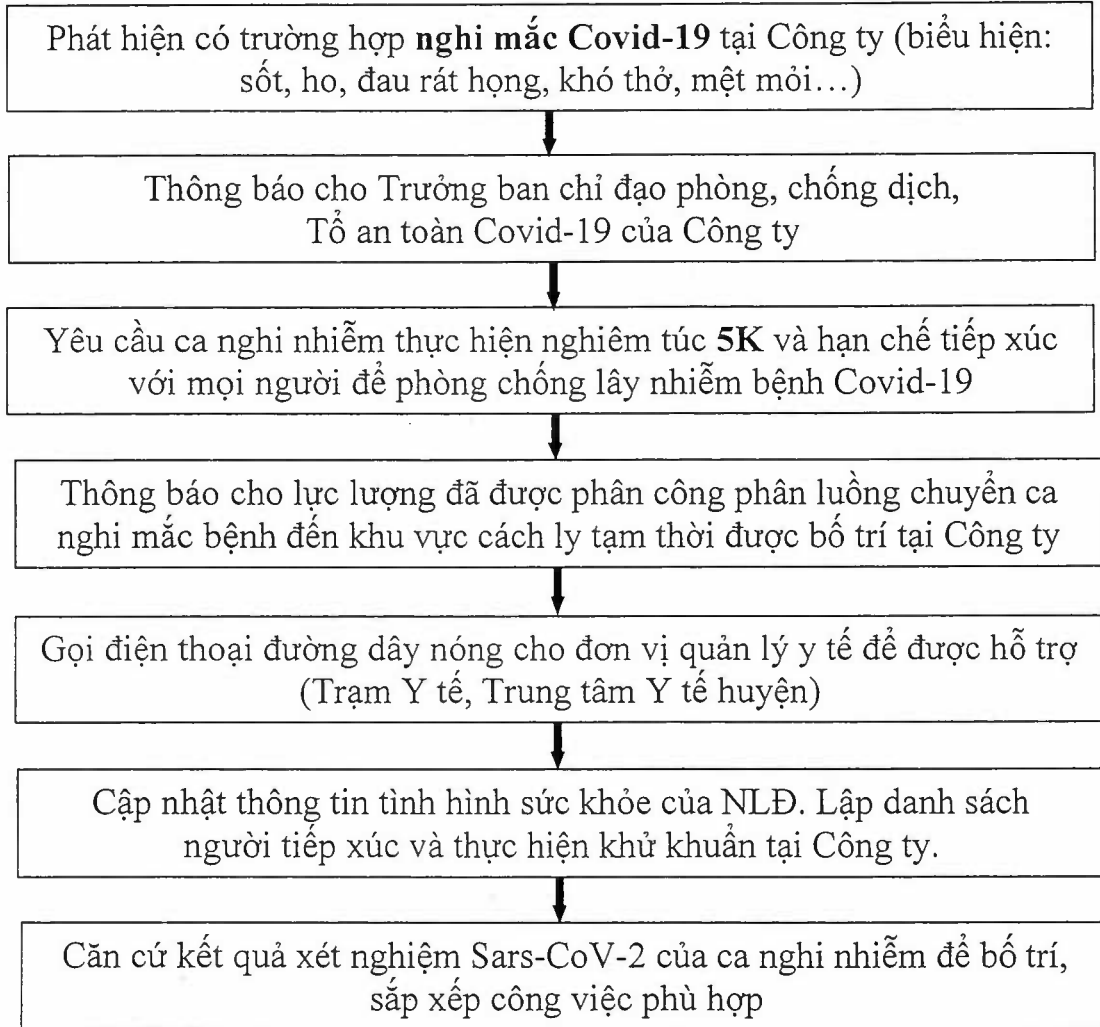 Phát hiện có trường hợp nghi mắc Covid-19 tại Công ty (biểu hiện:
sốt, ho, đau rát họng, khó thở, mệt mỏi…)
Thông báo cho Trưởng ban chỉ đạo phòng, chống dịch,
Tổ an toàn Covid-19 của Công ty
Yêu cầu ca nghi nhiễm thực hiện nghiêm túc 5K và hạn chế tiếp xúc
với mọi người để phòng chống lây nhiễm bệnh Covid-19
Thông báo cho lực lượng đã được phân công phân luồng chuyển ca
nghi mắc bệnh đến khu vực cách ly tạm thời được bố trí tại Công ty
Gọi điện thoại đường dây nóng cho đơn vị quản lý y tế để được hỗ trợ
(Trạm Y tế, Trung tâm Y tế huyện)
Cập nhật thông tin tình hình sức khỏe của NLĐ. Lập danh sách
người tiếp xúc và thực hiện khử khuẩn tại Công ty.
Căn cứ kết quả xét nghiệm Sars-CoV-2 của ca nghi nhiễm để bố trí,
sắp xếp công việc phù hợp